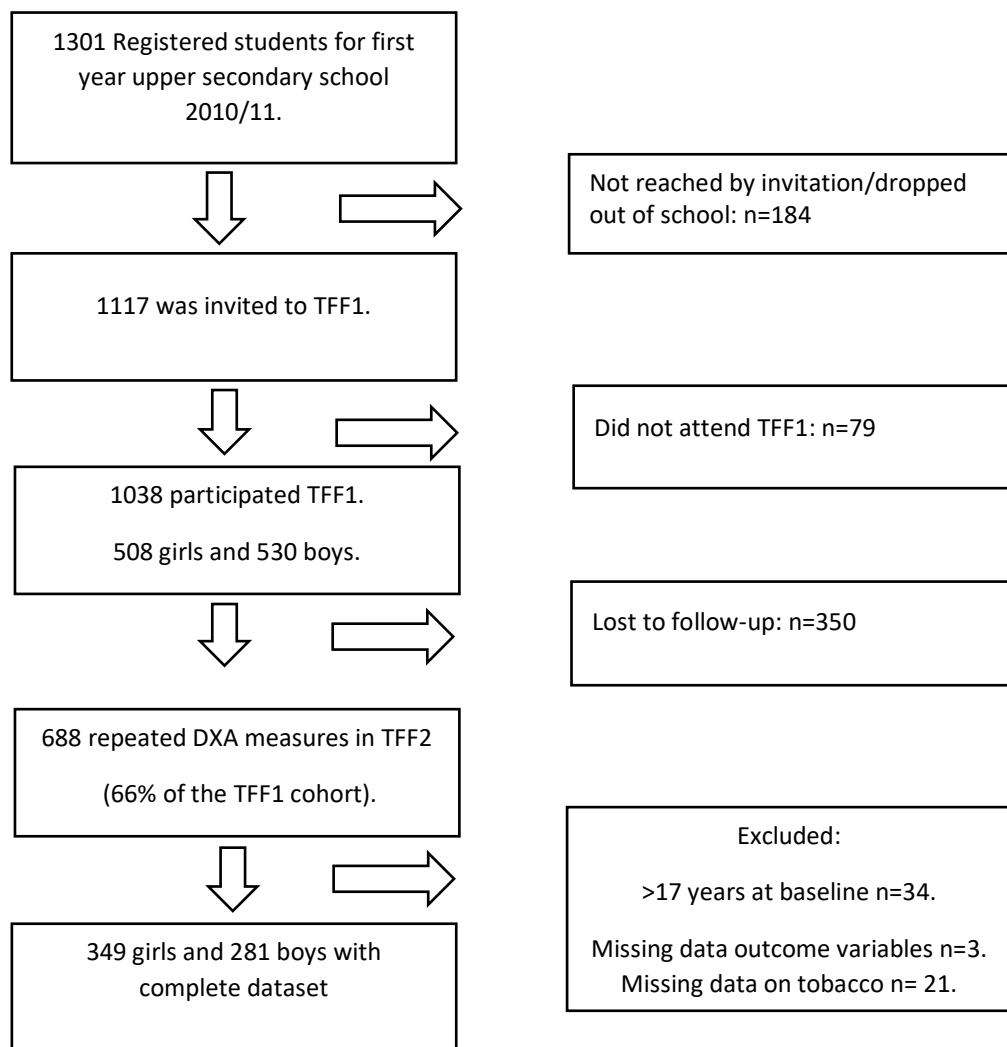 1301 Registered students for first
year upper secondary school
2010/11.
Not reached by invitation/dropped
out of school: n=184
1117 was invited to TFF1.
Did not attend TFF1: n=79
1038 participated TFF1.
508 girls and 530 boys.
Lost to follow-up: n=350
688 repeated DXA measures in TFF2
(66% of the TFF1 cohort).
Excluded:
>17 years at baseline n=34.
Missing data outcome variables n=3.
Missing data on tobacco n= 21.
349 girls and 281 boys with
complete dataset